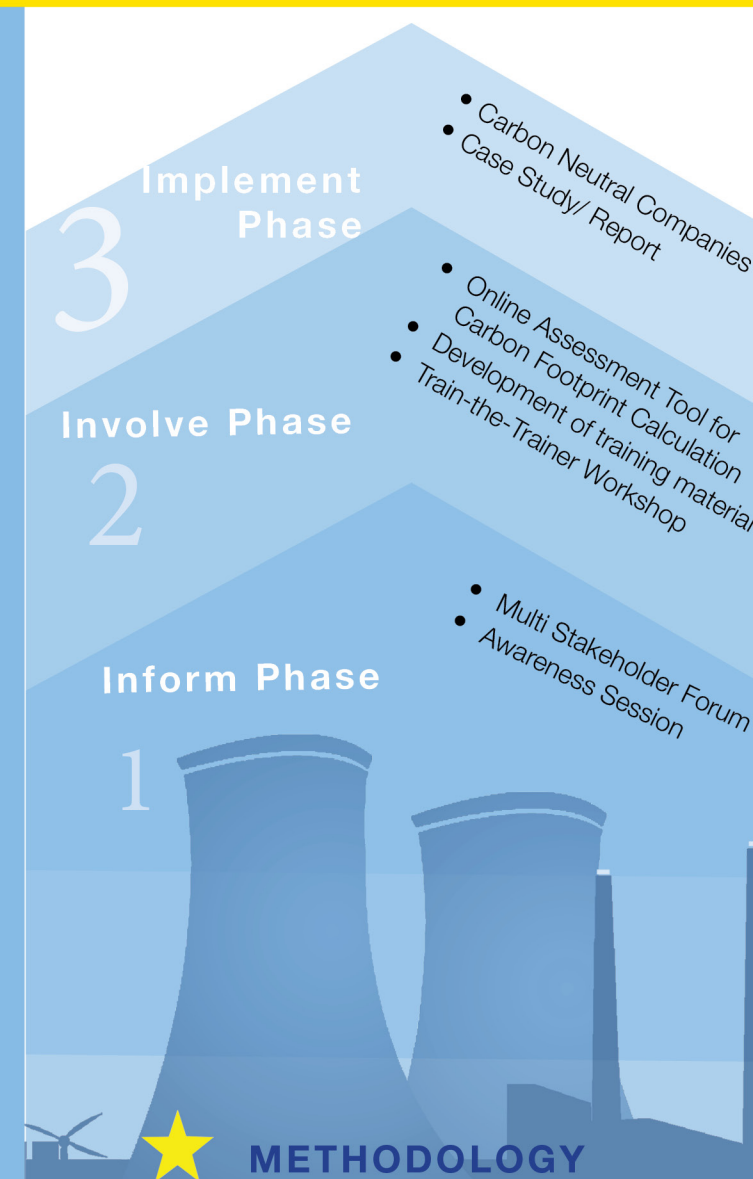 • Carbon Neutral Companies
• Case Study/ Report
Implement
Phase
3
• Online Assessment Tool for
Carbon Footprint Calculation
• Development of training material
• Train-the-Trainer Workshop
Involve Phase
2
• Multi Stakeholder Forum
• Awareness Session
Inform Phase
1
METHODOLOGY